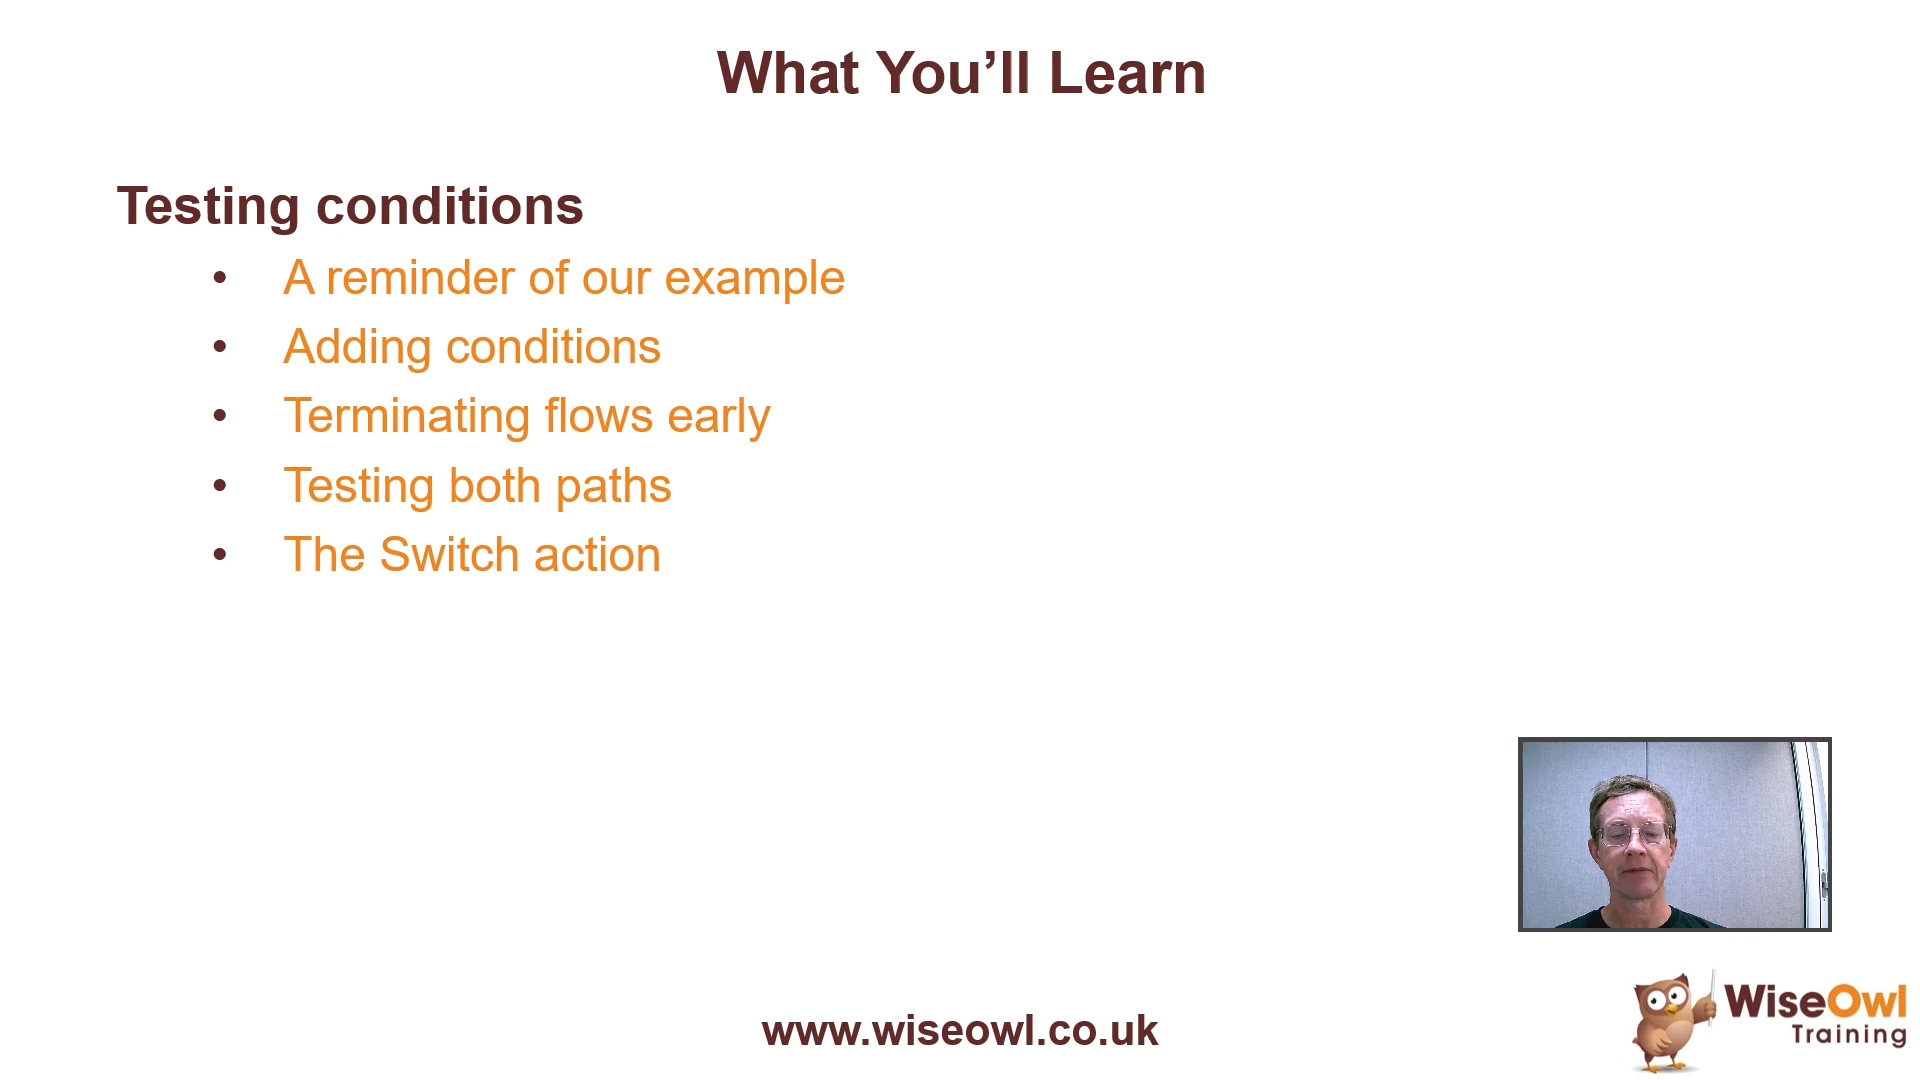 What You’ll Learn
Testing conditions
• A reminder of our example
• Adding conditions
• Terminating flows early
• Testing both paths
• The Switch action
www.wiseowl.co.uk
WiseOwl
Training